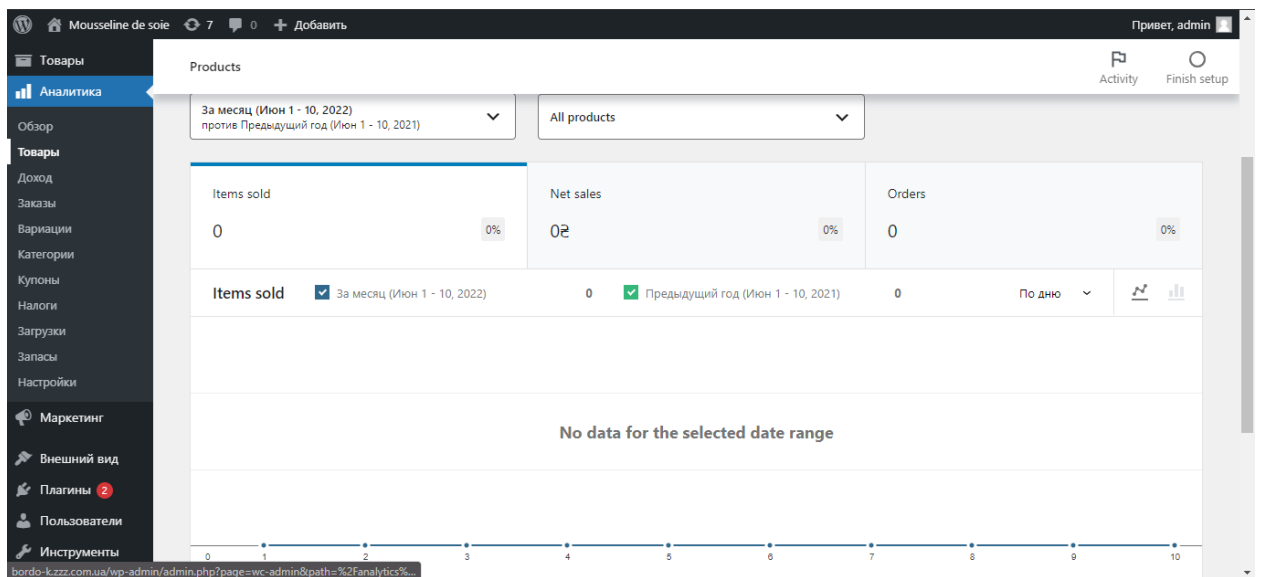 Mousseline de soie 7 0 + Добавить Привет, admin
Товары
Аналитика
Обзор
Товары
Доход
Заказы
Вариации
Категории
Купоны
Налоги
Загрузки
Запасы
Настройки
Маркетинг
Внешний вид
Плагины 2
Пользователи
Инструменты
Products
Activity
Finish setup
За месяц (Июн 1 - 10, 2022)
против Предыдущий год (Июн 1 - 10, 2021)
All products
Items sold
0 0%
Net sales
0₴ 0%
Orders
0 0%
Items sold За месяц (Июн 1 - 10, 2022) 0 Предыдущий год (Июн 1 - 10, 2021) 0 По дню
No data for the selected date range
0 1 2 3 4 5 6 7 8 9 10
bordo-k.zzz.com.ua/wp-admin/admin.php?page=wc-admin&path=%2Fanalytics%...